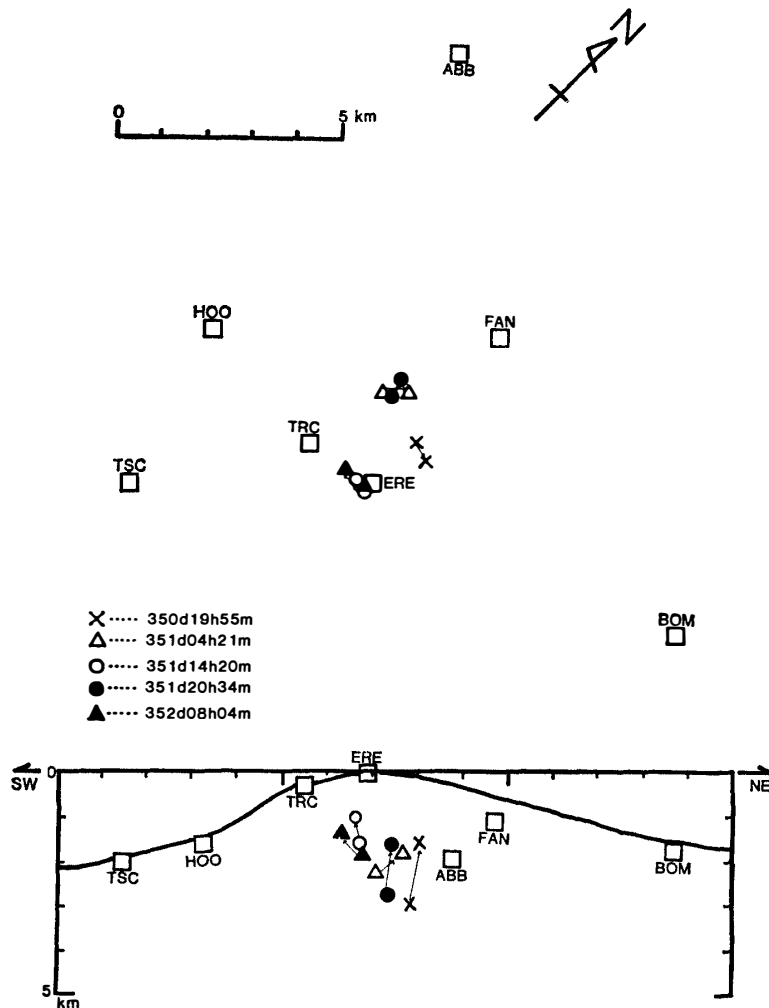 N
ABB
0 5 km
HOO
FAN
TRC
TSC
ERE
BOM
350d19h55m
351d04h21m
351d14h20m
351d20h34m
352d08h04m
ERE
0
SW
NE
TRC
FAN
TSC
HOO
ABB
BOM
5
km